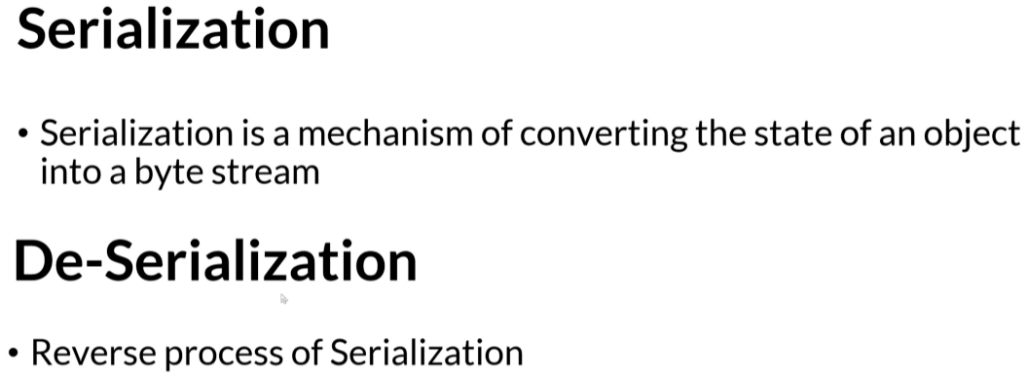 Serialization
• Serialization is a mechanism of converting the state of an object
into a byte stream
De-Serialization
• Reverse process of Serialization